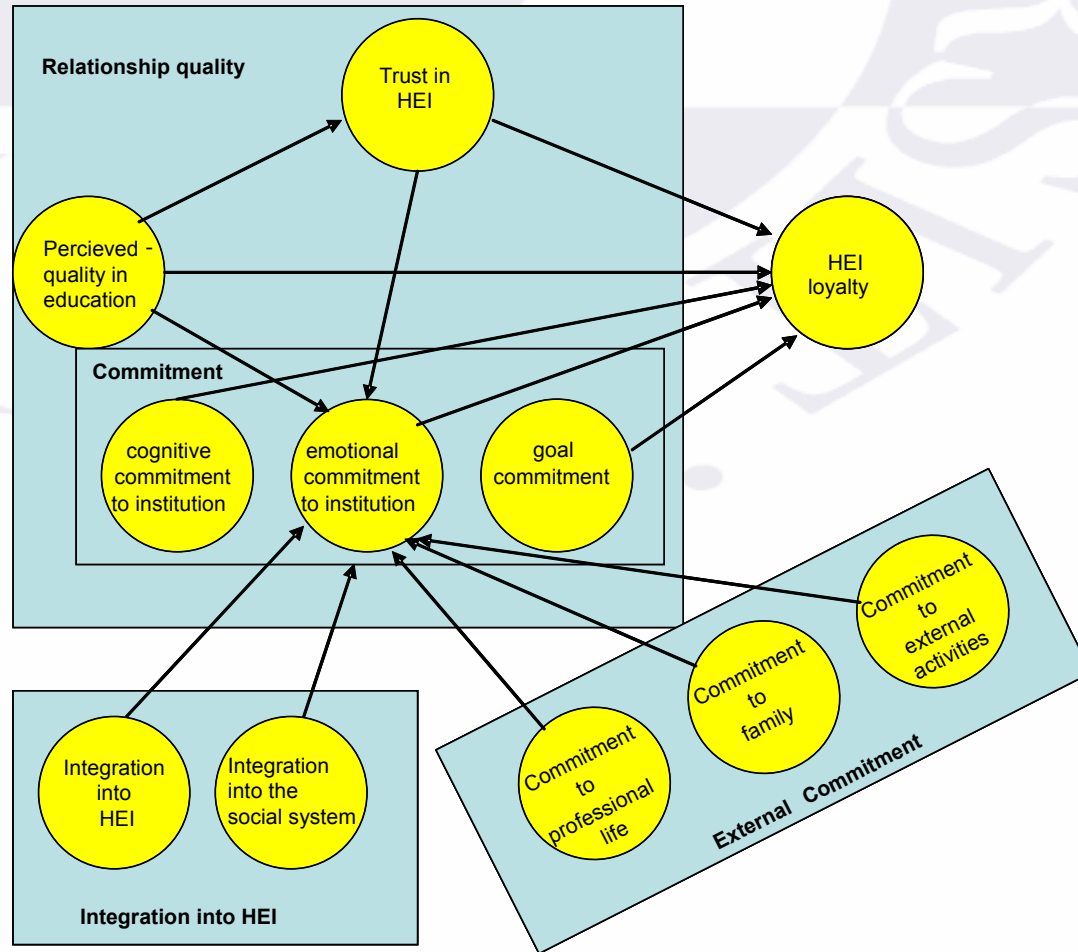 Relationship quality
Trust in
HEI
Percieved -
quality in
education
HEI
loyalty
Commitment
cognitive
commitment
to institution
emotional
commitment
to institution
goal
commitment
Commitment
to
external
activities
Commitment
to
family
Commitment
to
professional
life
External Commitment
Integration
into
HEI
Integration
into the
social system
Integration into HEI